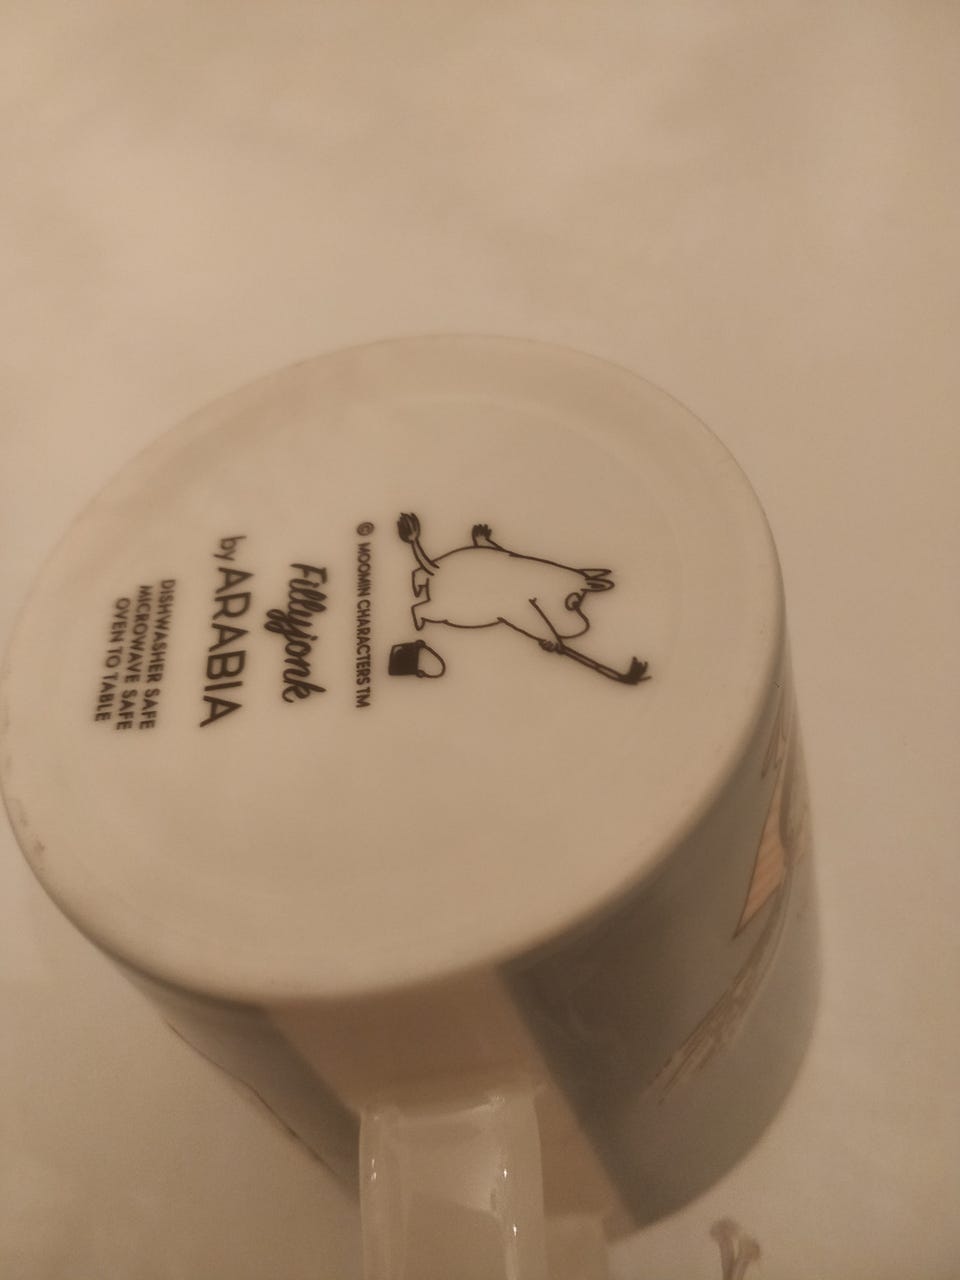 © MOOMIN CHARACTERS TM
Fillyjonk
by ARABIA
DISHWASHER SAFE
MICROWAVE SAFE
OVEN TO TABLE